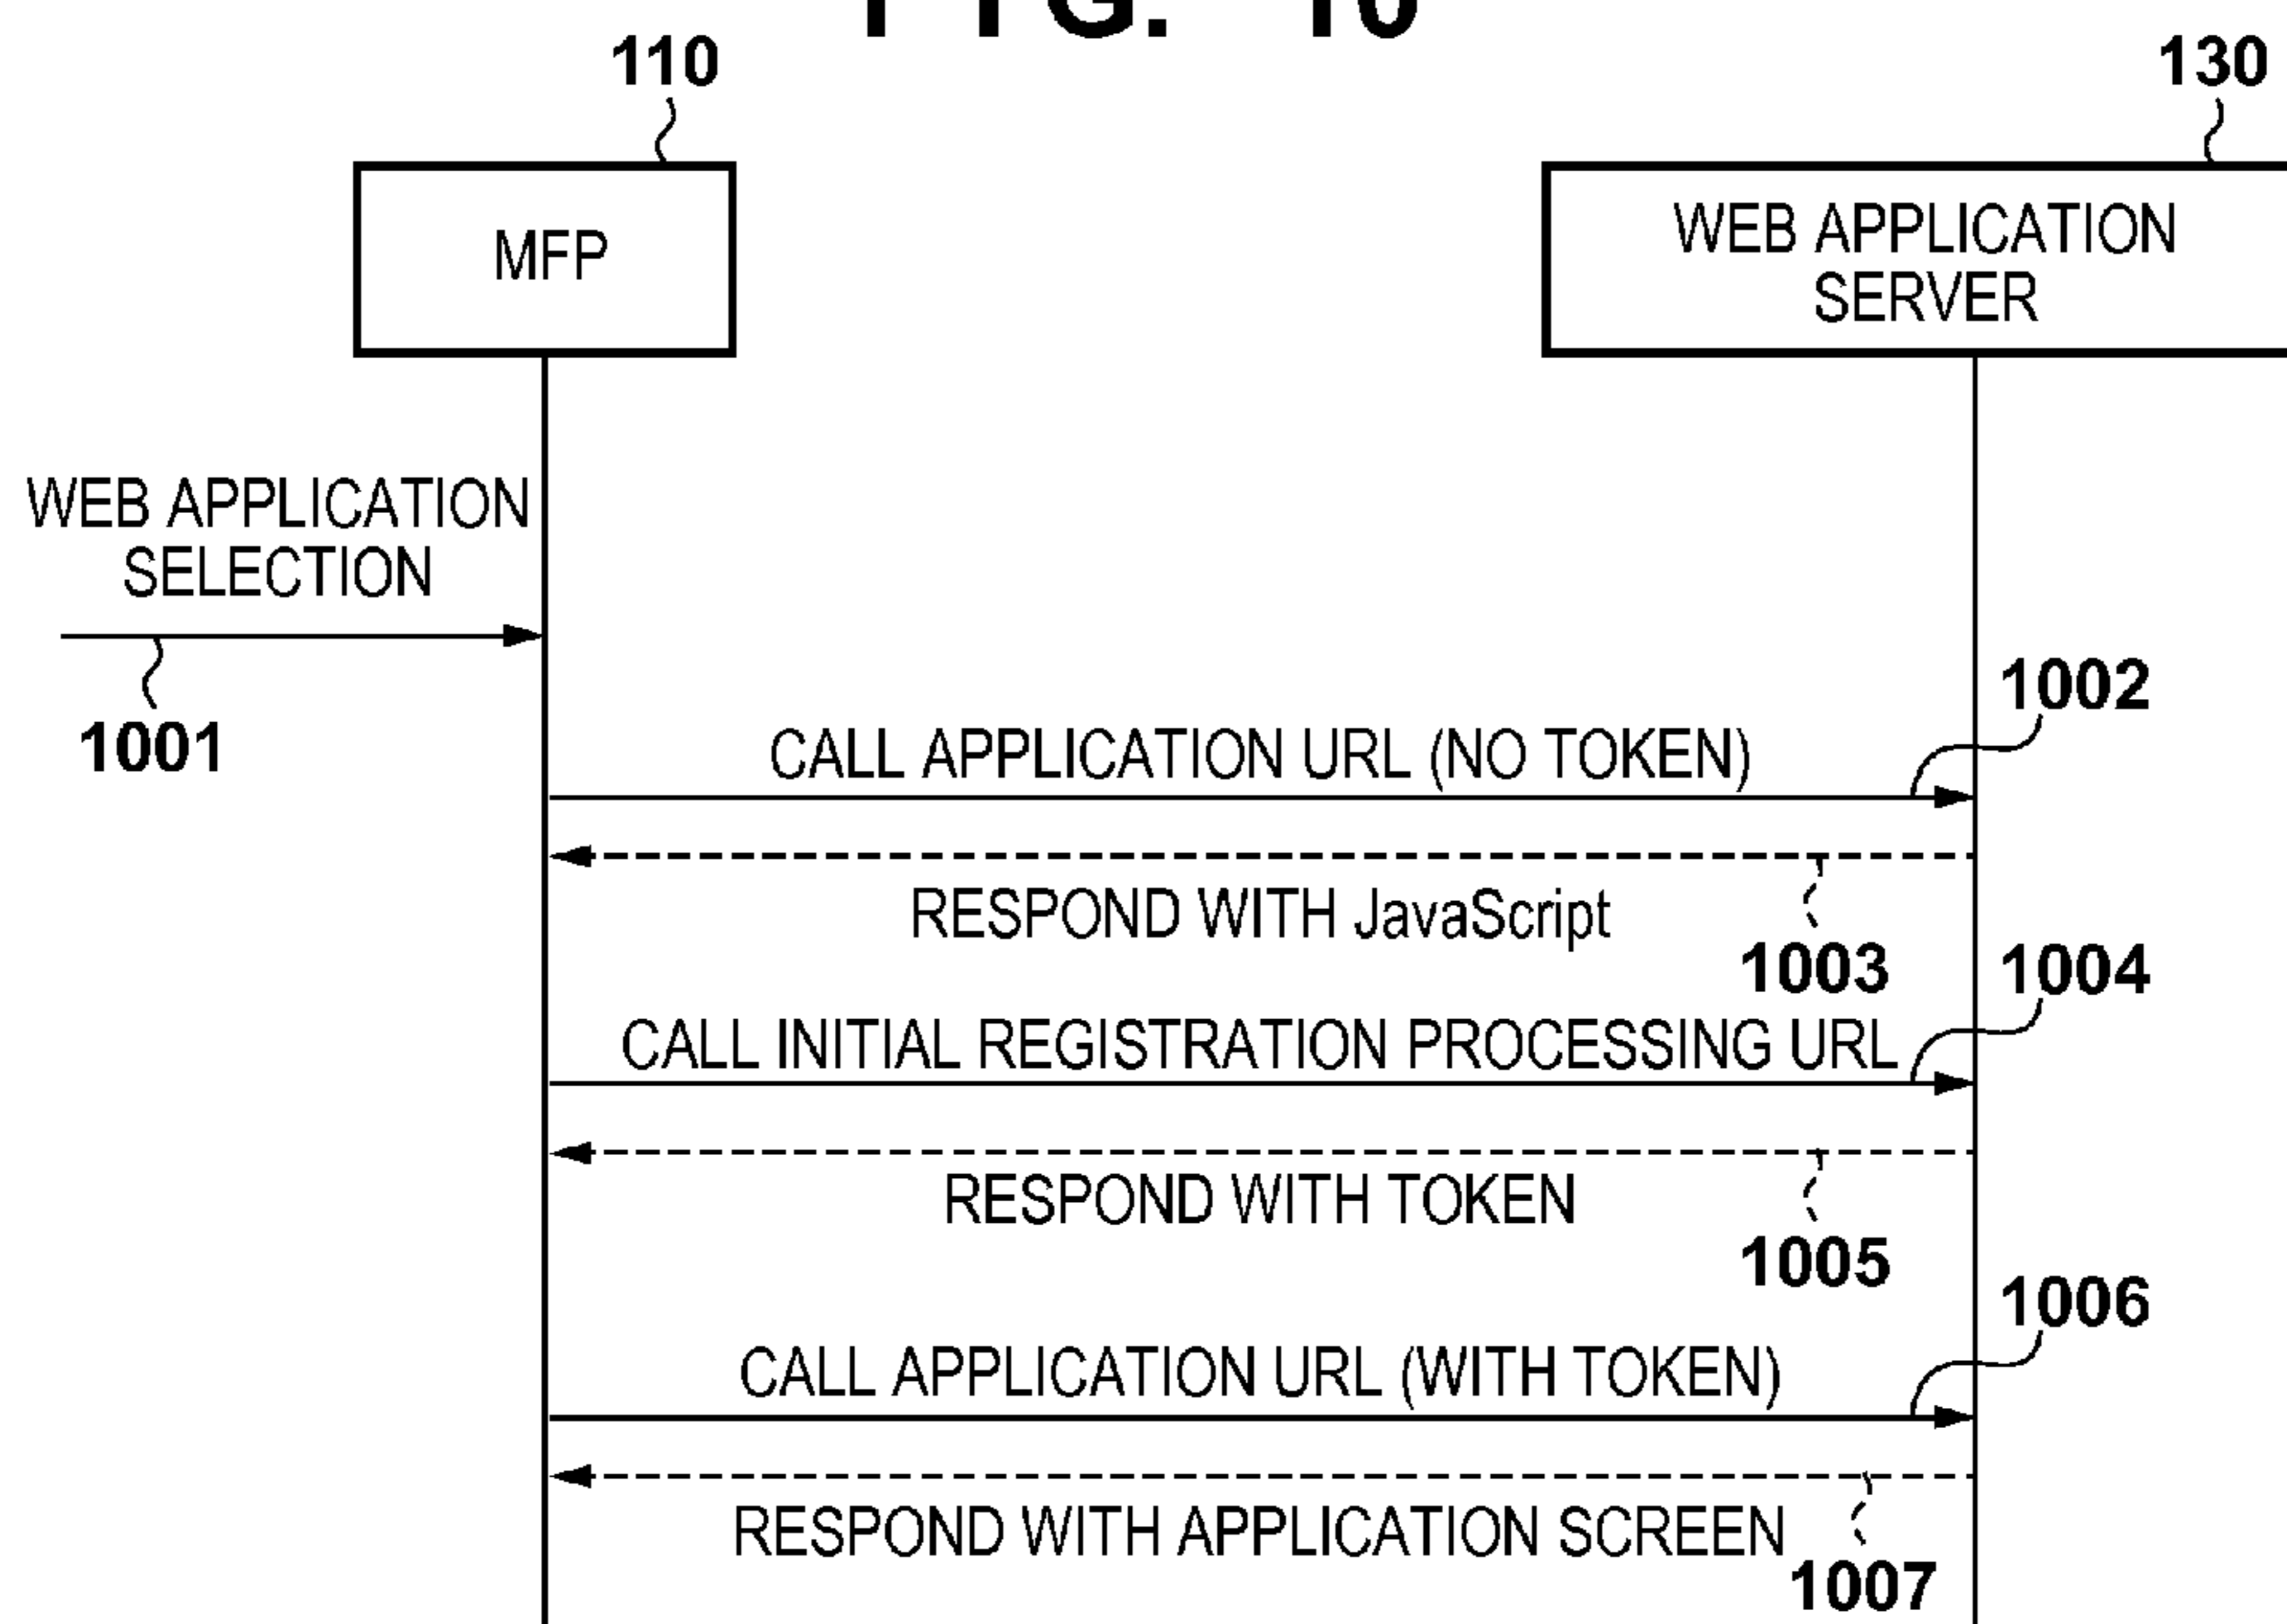 FIG. 10
110
130
MFP
WEB APPLICATION
SERVER
WEB APPLICATION
SELECTION
1001
1002
CALL APPLICATION URL (NO TOKEN)
RESPOND WITH JavaScript
1003
1004
CALL INITIAL REGISTRATION PROCESSING URL
RESPOND WITH TOKEN
1005
1006
CALL APPLICATION URL (WITH TOKEN)
RESPOND WITH APPLICATION SCREEN
1007